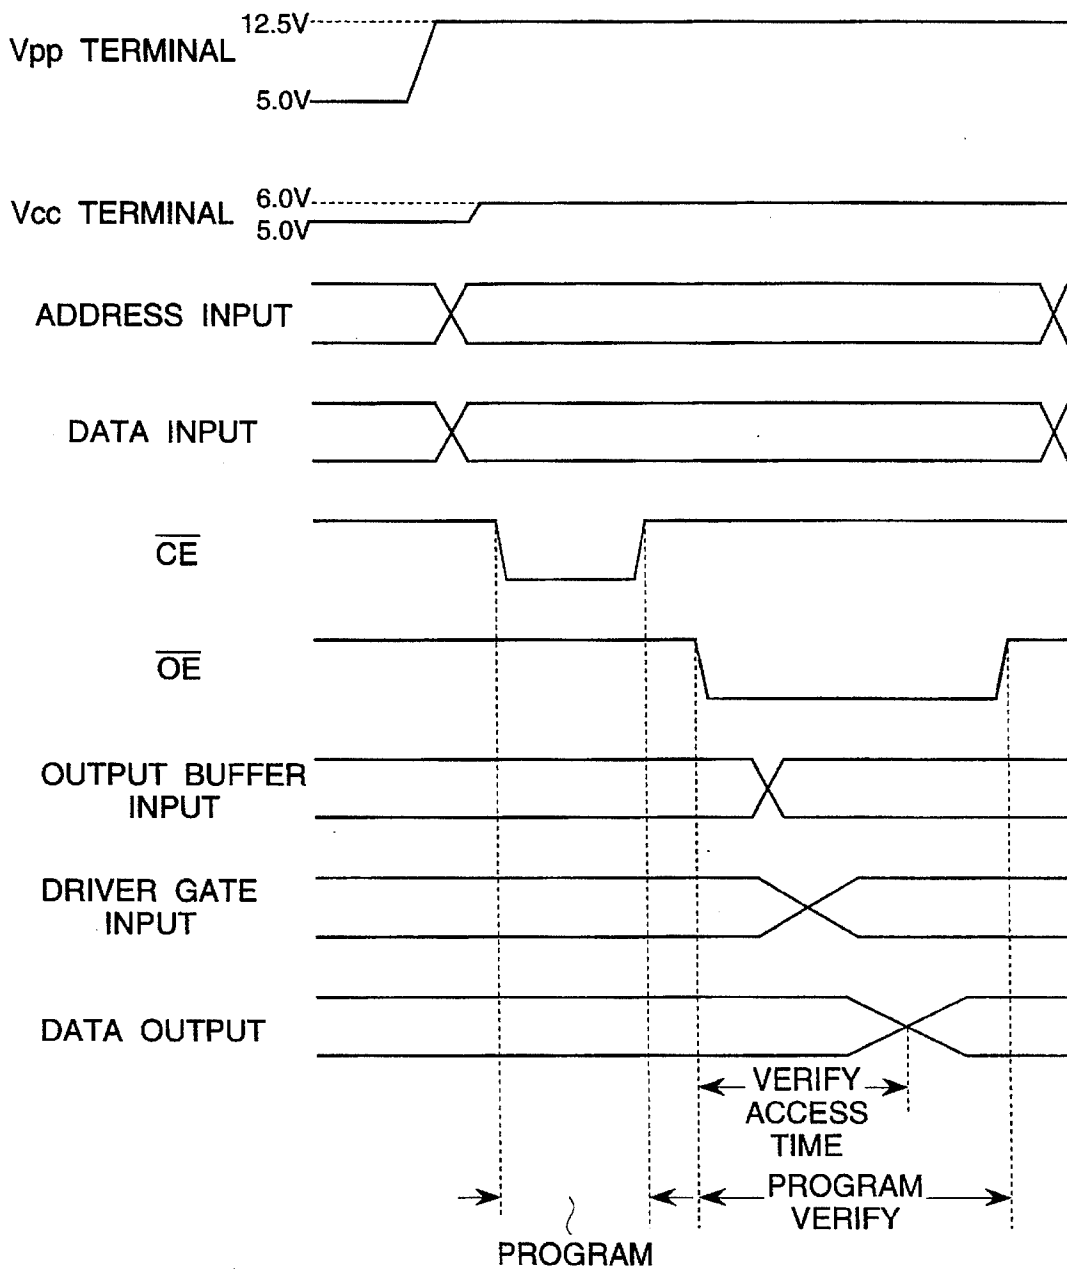 12.5V
Vpp TERMINAL
5.0V
6.0V
Vcc TERMINAL
5.0V
ADDRESS INPUT
DATA INPUT
CE
OE
OUTPUT BUFFER
INPUT
DRIVER GATE
INPUT
DATA OUTPUT
VERIFY
ACCESS
TIME
PROGRAM
VERIFY
PROGRAM